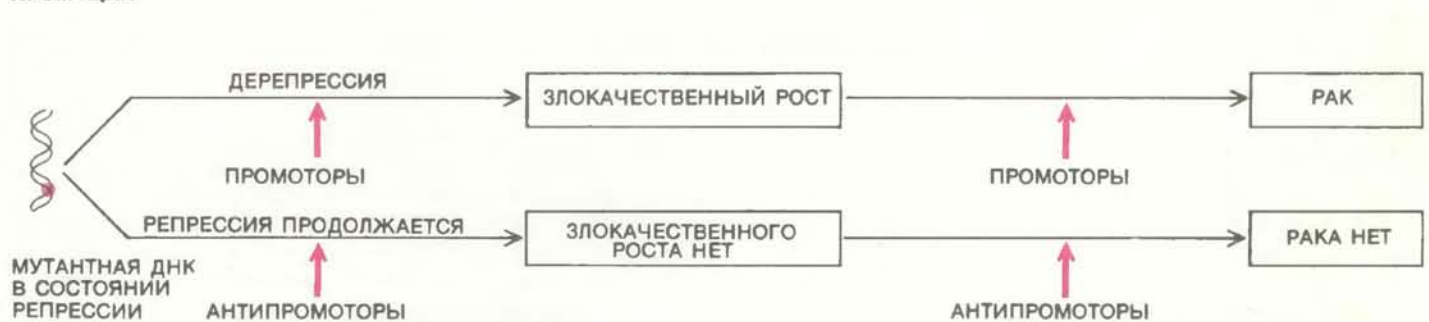 ДЕРЕПРЕССИЯ
ЗЛОКАЧЕСТВЕННЫЙ РОСТ
РАК
ПРОМОТОРЫ
ПРОМОТОРЫ
РЕПРЕССИЯ ПРОДОЛЖАЕТСЯ
ЗЛОКАЧЕСТВЕННОГО
РОСТА НЕТ
РАКА НЕТ
МУТАНТНАЯ ДНК
В СОСТОЯНИИ
РЕПРЕССИИ
АНТИПРОМОТОРЫ
АНТИПРОМОТОРЫ